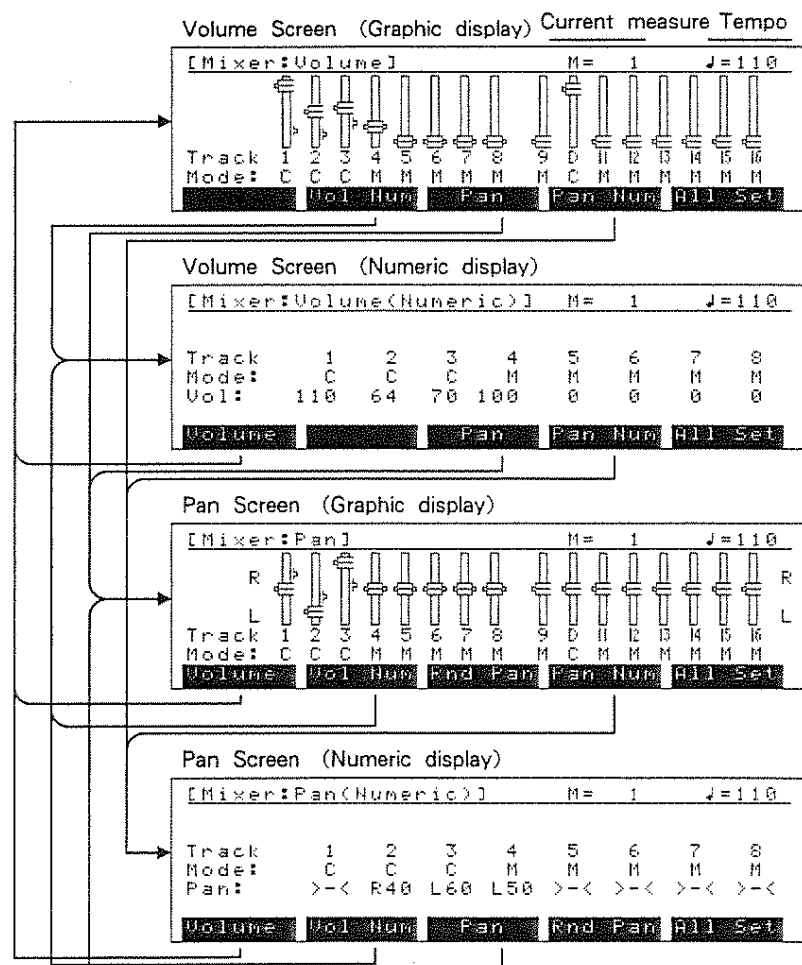 Volume Screen (Graphic display) Current measure Tempo
[Mixer:Volume] M= 1 ♩=110
Track 1 2 3 4 5 6 7 8 9 D 11 12 13 14 15 16
Mode: C C C M M M M M M C M M M M M M
Vol Num Pan Pan Num All Set
Volume Screen (Numeric display)
[Mixer:Volume(Numeric)] M= 1 ♩=110
Track 1 2 3 4 5 6 7 8
Mode: C C C M M M M M
Vol: 110 64 70 100 0 0 0 0
Volume Pan Pan Num All Set
Pan Screen (Graphic display)
[Mixer:Pan] M= 1 ♩=110
R R
L L
Track 1 2 3 4 5 6 7 8 9 D 11 12 13 14 15 16
Mode: C C C M M M M M M C M M M M M M
Volume Vol Num Rnd Pan Pan Num All Set
Pan Screen (Numeric display)
[Mixer:Pan(Numeric)] M= 1 ♩=110
Track 1 2 3 4 5 6 7 8
Mode: C C C M M M M M
Pan: >-< R40 L60 L50 >-< >-< >-< >-<
Volume Vol Num Pan Rnd Pan All Set